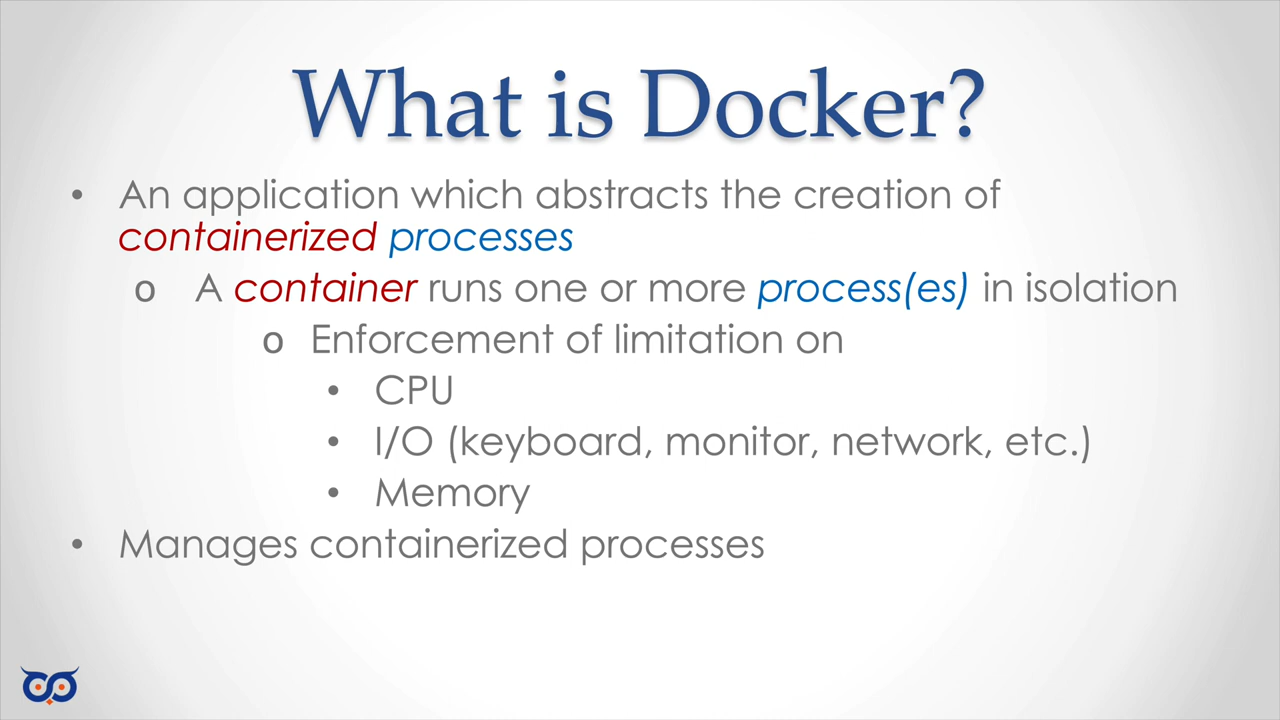 What is Docker?
• An application which abstracts the creation of
containerized processes
o A container runs one or more process(es) in isolation
o Enforcement of limitation on
• CPU
• I/O (keyboard, monitor, network, etc.)
• Memory
• Manages containerized processes